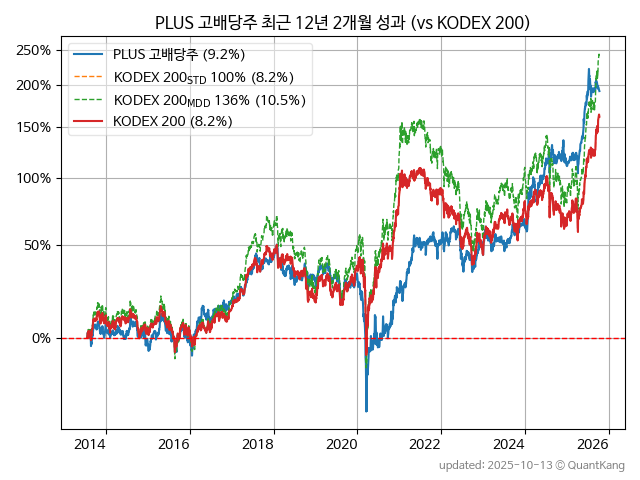 PLUS 고배당주 최근 12년 2개월 성과 (vs KODEX 200)
PLUS 고배당주 (9.2%)
KODEX 200STD 100% (8.2%)
KODEX 200MDD 136% (10.5%)
KODEX 200 (8.2%)
250%
200%
150%
100%
50%
0%
2014 2016 2018 2020 2022 2024 2026
updated: 2025-10-13 © QuantKang